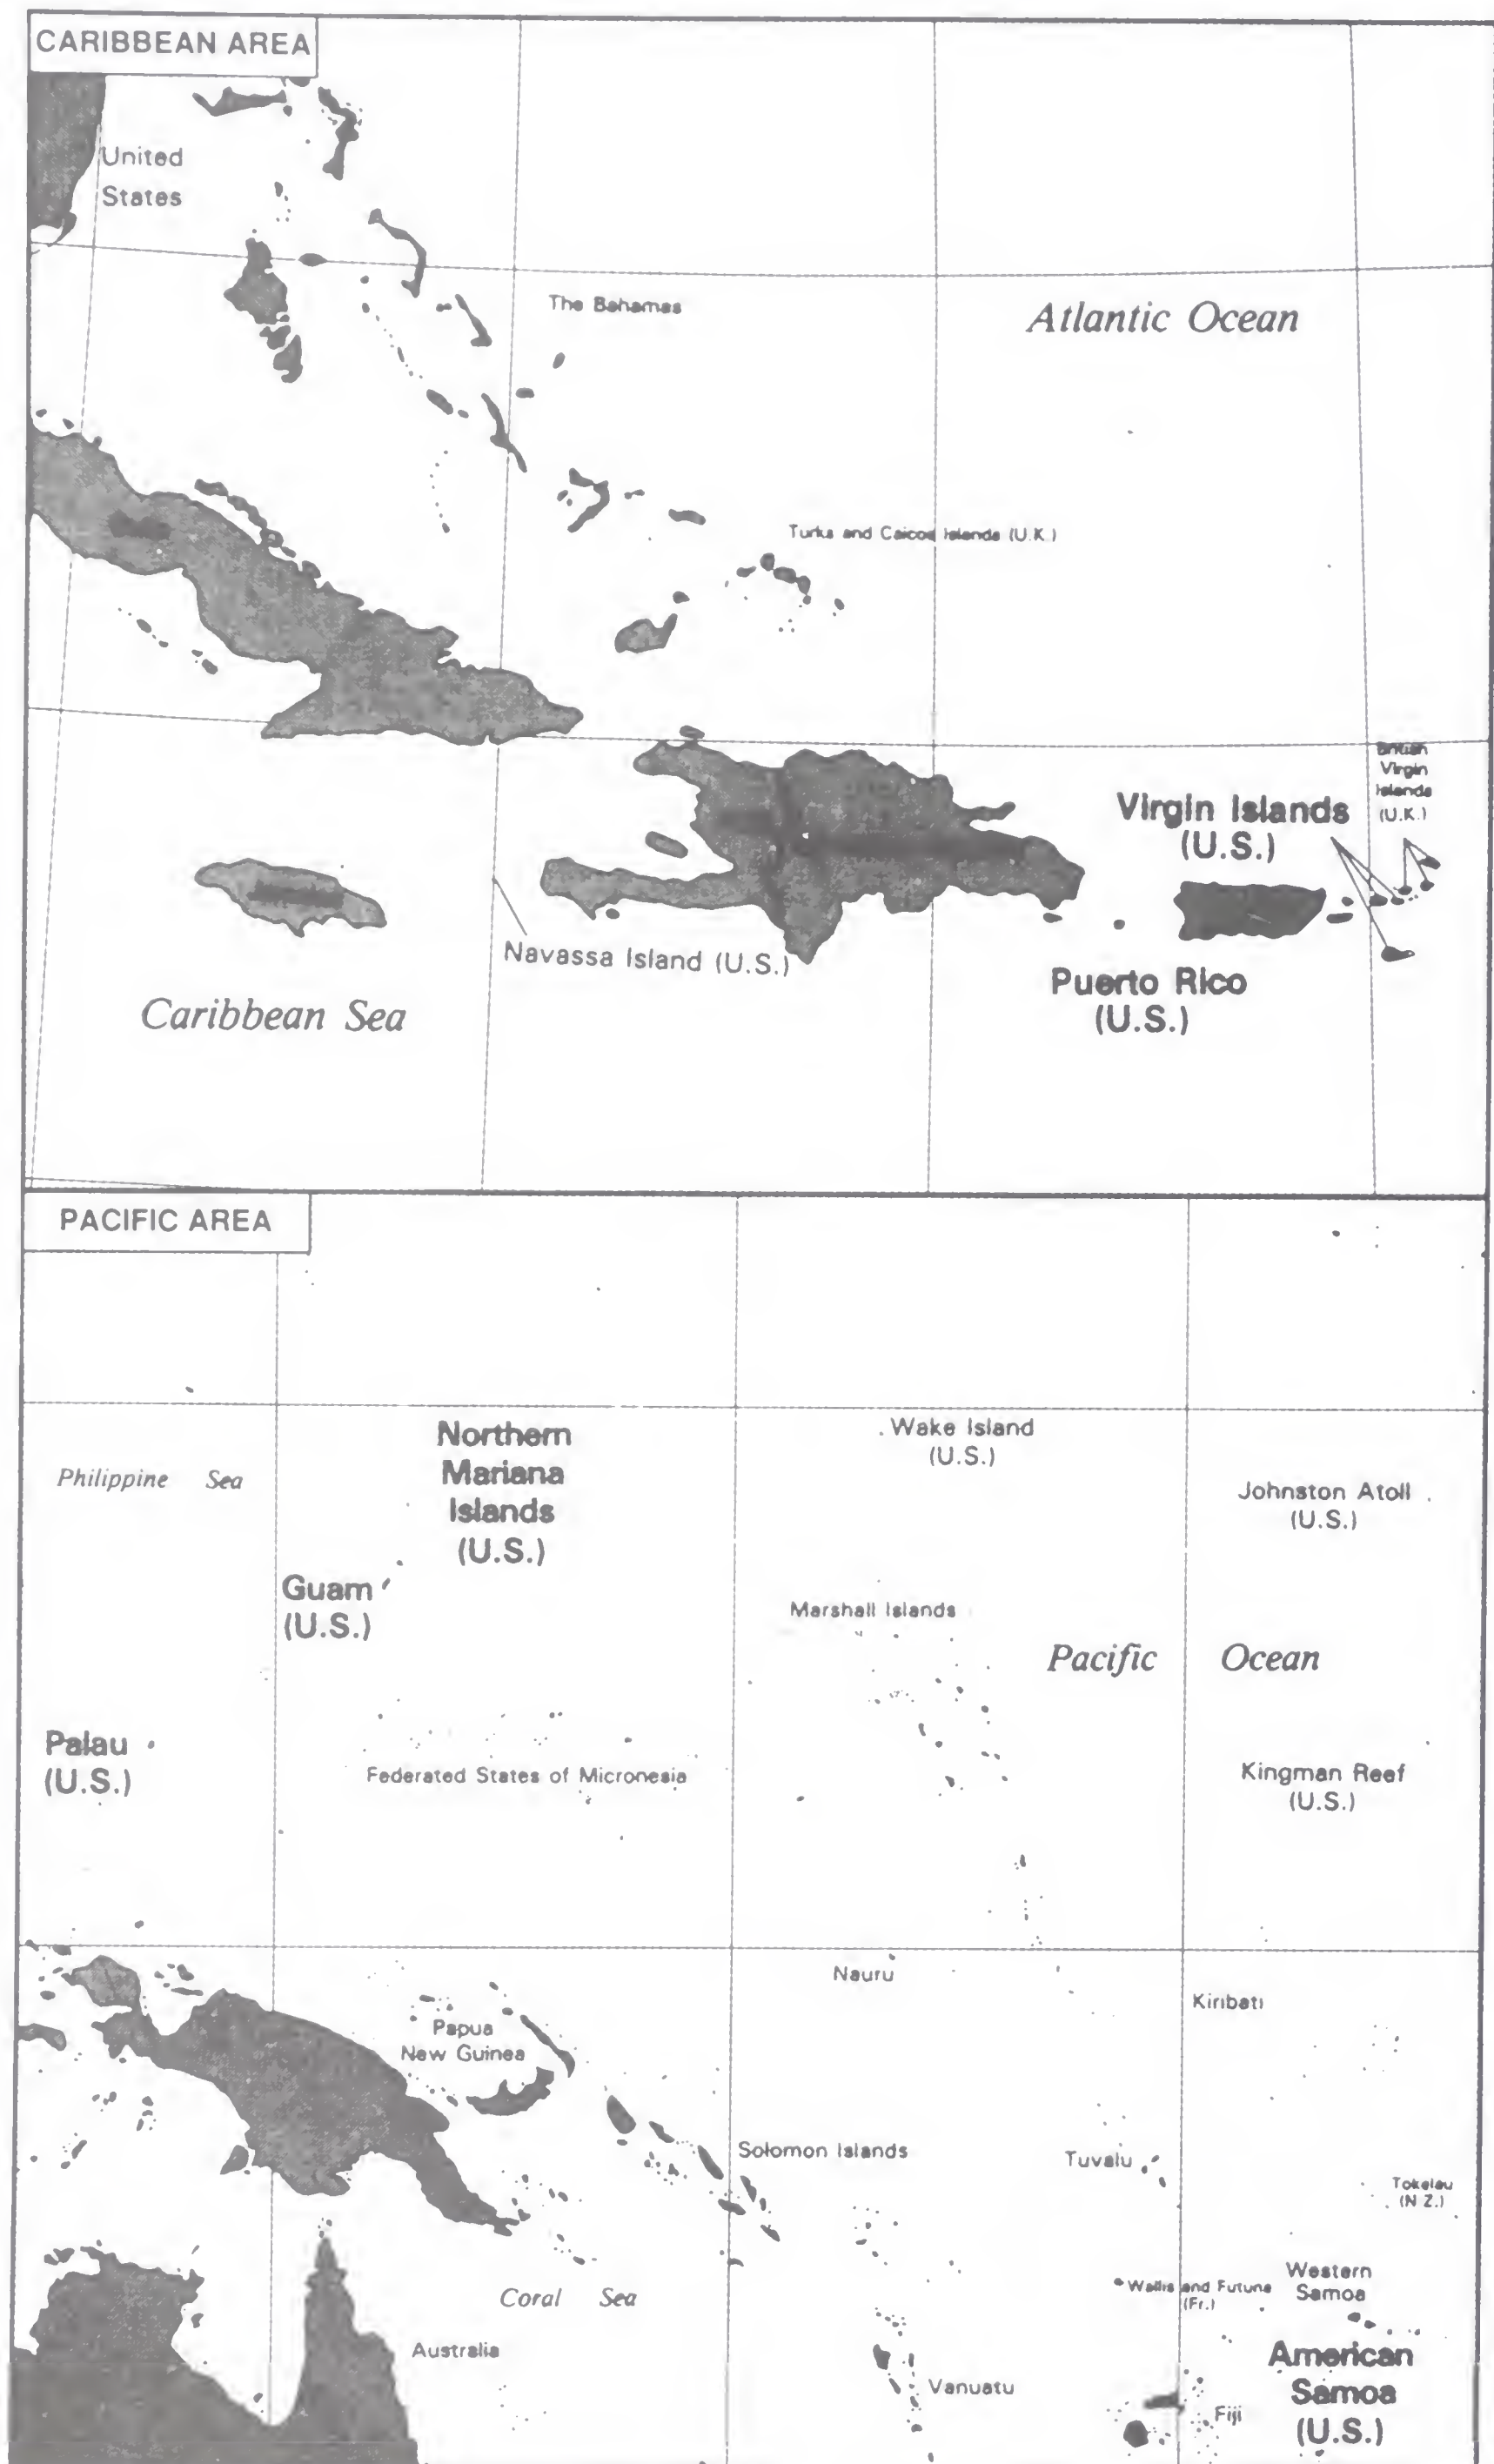 CARIBBEAN AREA
United
States
The Bahamas
Atlantic Ocean
Turks and Caicos Islands (U.K.)
British
Virgin
Islands
(U.K.)
Virgin Islands
(U.S.)
Navassa Island (U.S.)
Puerto Rico
(U.S.)
Caribbean Sea
PACIFIC AREA
Northern
Mariana
Islands
(U.S.)
Wake Island
(U.S.)
Philippine Sea
Johnston Atoll
(U.S.)
Guam
(U.S.)
Marshall Islands
Pacific Ocean
Palau
(U.S.)
Federated States of Micronesia
Kingman Reef
(U.S.)
Nauru
Kiribati
Papua
New Guinea
Solomon Islands
Tuvalu
Tokelau
(N.Z.)
Coral Sea
Wallis and Futuna
(Fr.)
Western
Samoa
Australia
American
Samoa
(U.S.)
Vanuatu
Fiji